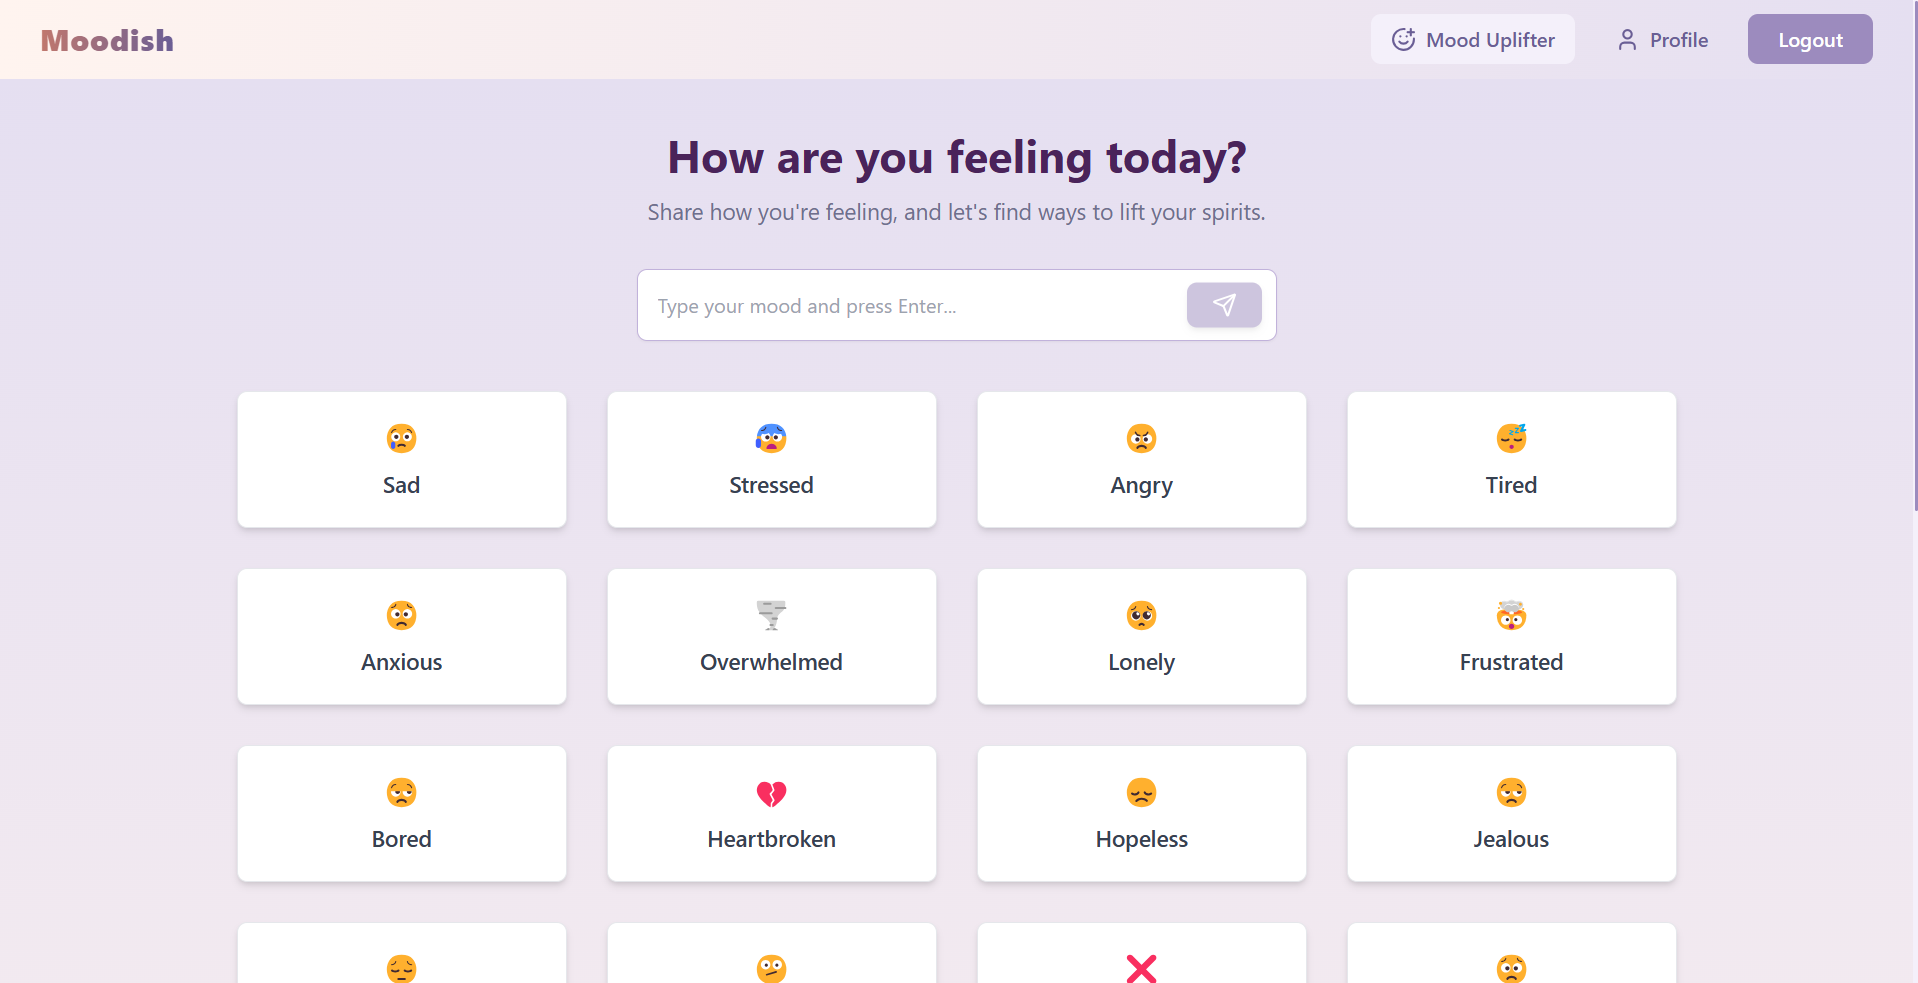 Moodish
Mood Uplifter
Profile
Logout
How are you feeling today?
Share how you're feeling, and let's find ways to lift your spirits.
Type your mood and press Enter...
Sad
Stressed
Angry
Tired
Anxious
Overwhelmed
Lonely
Frustrated
Bored
Heartbroken
Hopeless
Jealous